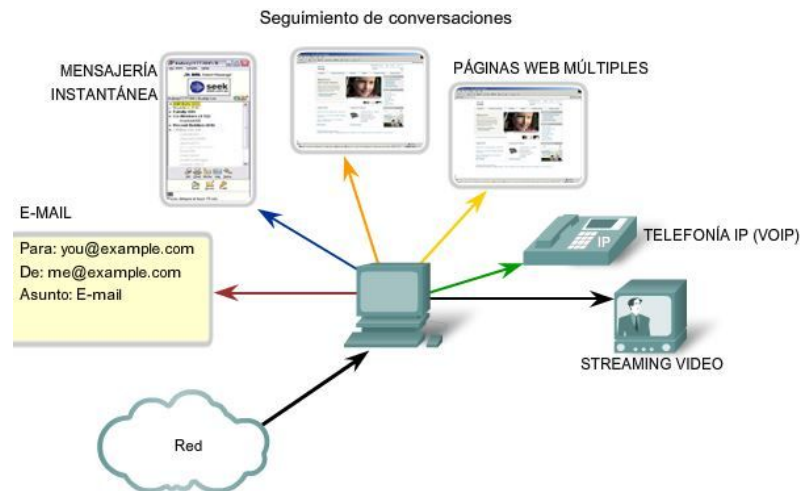 Seguimiento de conversaciones
MENSAJERÍA
INSTANTÁNEA
seek
PÁGINAS WEB MÚLTIPLES
E-MAIL
Para: you@example.com
De: me@example.com
Asunto: E-mail
IP
TELEFONÍA IP (VOIP)
STREAMING VIDEO
Red